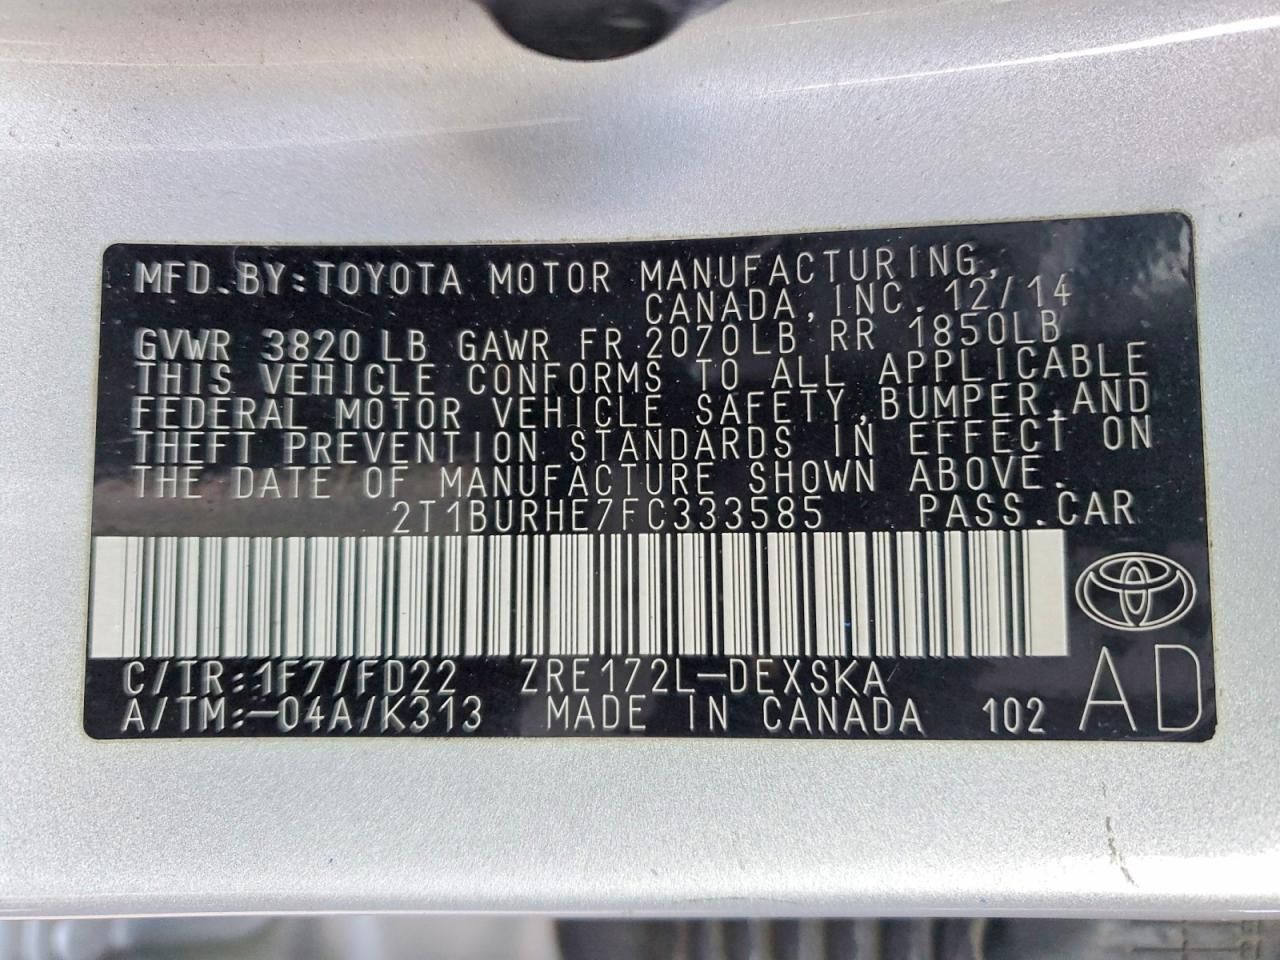 MFD.BY:TOYOTA MOTOR MANUFACTURING,
CANADA,INC.12/14
GVWR 3820 LB GAWR FR 2070LB RR 1850LB
THIS VEHICLE CONFORMS TO ALL APPLICABLE
FEDERAL MOTOR VEHICLE SAFETY,BUMPER,AND
THEFT PREVENTION STANDARDS IN EFFECT ON
THE DATE OF MANUFACTURE SHOWN ABOVE.
2T1BURHE7FC333585 PASS.CAR
C/TR:1F7/FD22 ZRE172L-DEXSKA
A/TM:-04A/K313 MADE IN CANADA 102 AD